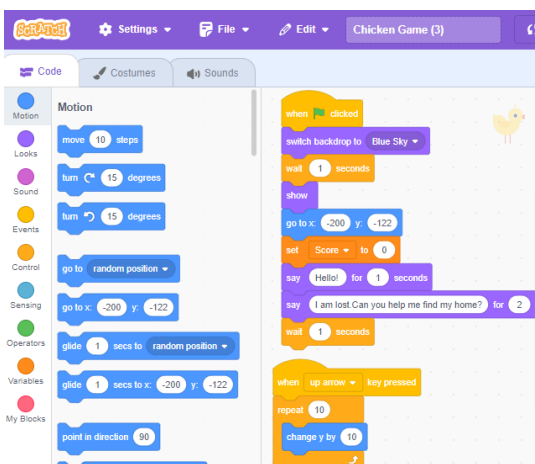 SCRATCH Settings File Edit Chicken Game (3)
Code Costumes Sounds
Motion
Looks
Sound
Events
Control
Sensing
Operators
Variables
My Blocks
Motion
move 10 steps
turn 15 degrees
turn 15 degrees
go to random position
go to x: -200 y: -122
glide 1 secs to random position
glide 1 secs to x: -200 y: -122
point in direction 90
when clicked
switch backdrop to Blue Sky
wait 1 seconds
show
go to x: -200 y: -122
set Score to 0
say Hello! for 1 seconds
say I am lost.Can you help me find my home? for 2
wait 1 seconds
when up arrow key pressed
repeat 10
change y by 10